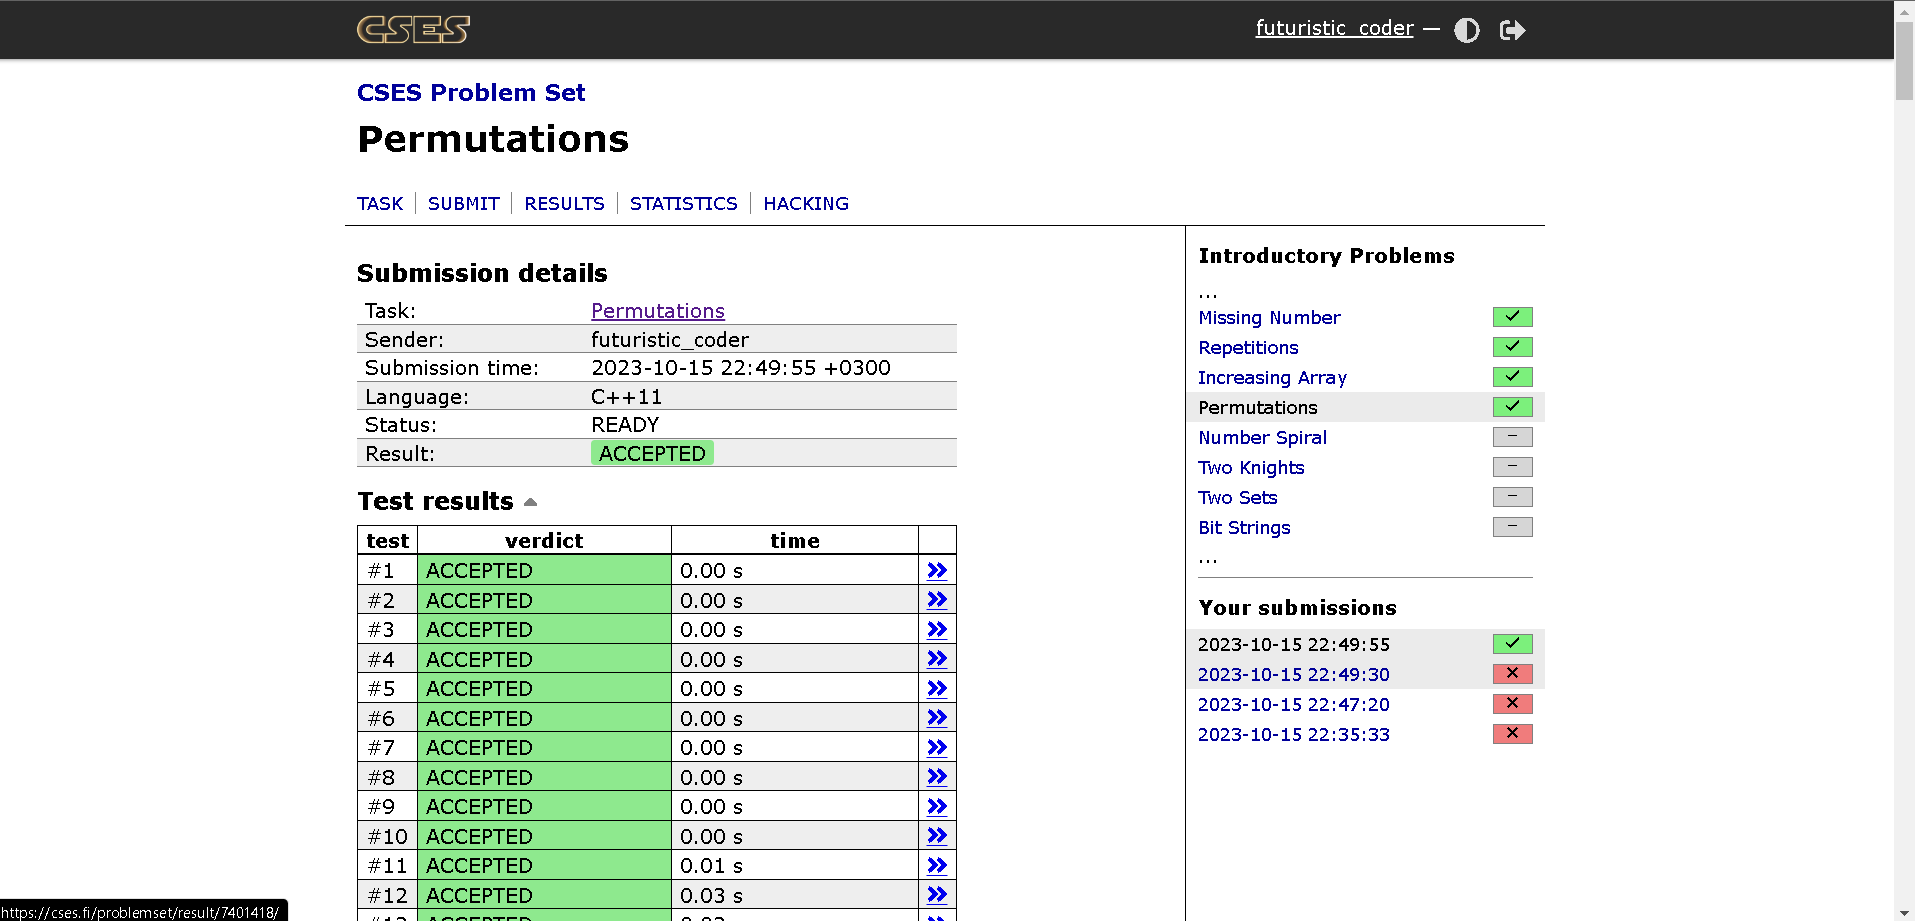 CSES
futuristic_coder —
CSES Problem Set
Permutations
TASK | SUBMIT | RESULTS | STATISTICS | HACKING
Submission details
Task: Permutations
Sender: futuristic_coder
Submission time: 2023-10-15 22:49:55 +0300
Language: C++11
Status: READY
Result: ACCEPTED
Test results
test verdict time
#1 ACCEPTED 0.00 s »
#2 ACCEPTED 0.00 s »
#3 ACCEPTED 0.00 s »
#4 ACCEPTED 0.00 s »
#5 ACCEPTED 0.00 s »
#6 ACCEPTED 0.00 s »
#7 ACCEPTED 0.00 s »
#8 ACCEPTED 0.00 s »
#9 ACCEPTED 0.00 s »
#10 ACCEPTED 0.00 s »
#11 ACCEPTED 0.01 s »
#12 ACCEPTED 0.03 s »
Introductory Problems
...
Missing Number
Repetitions
Increasing Array
Permutations
Number Spiral –
Two Knights –
Two Sets –
Bit Strings –
...
Your submissions
2023-10-15 22:49:55
2023-10-15 22:49:30
2023-10-15 22:47:20
2023-10-15 22:35:33
https://cses.fi/problemset/result/7401418/